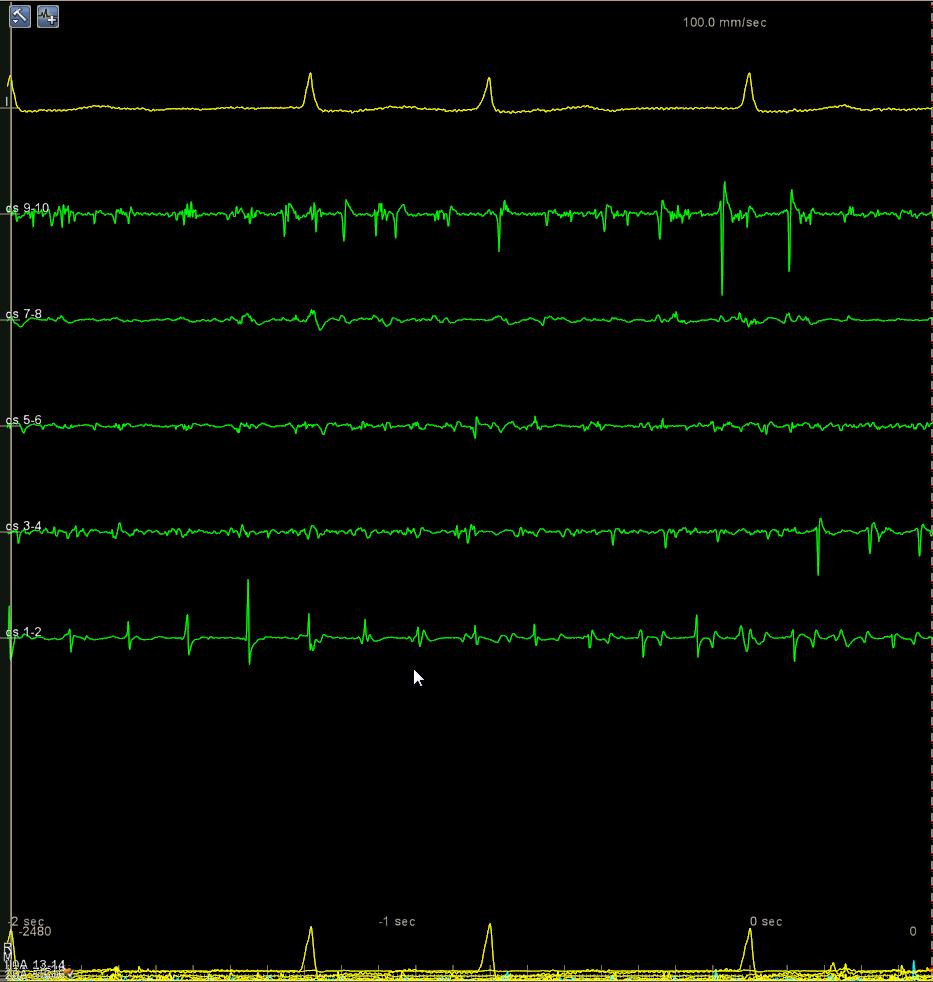 100.0 mm/sec
I
cs 9-10
cs 7-8
cs 5-6
cs 3-4
cs 1-2
-2 sec
-1 sec
0 sec
-2480
0